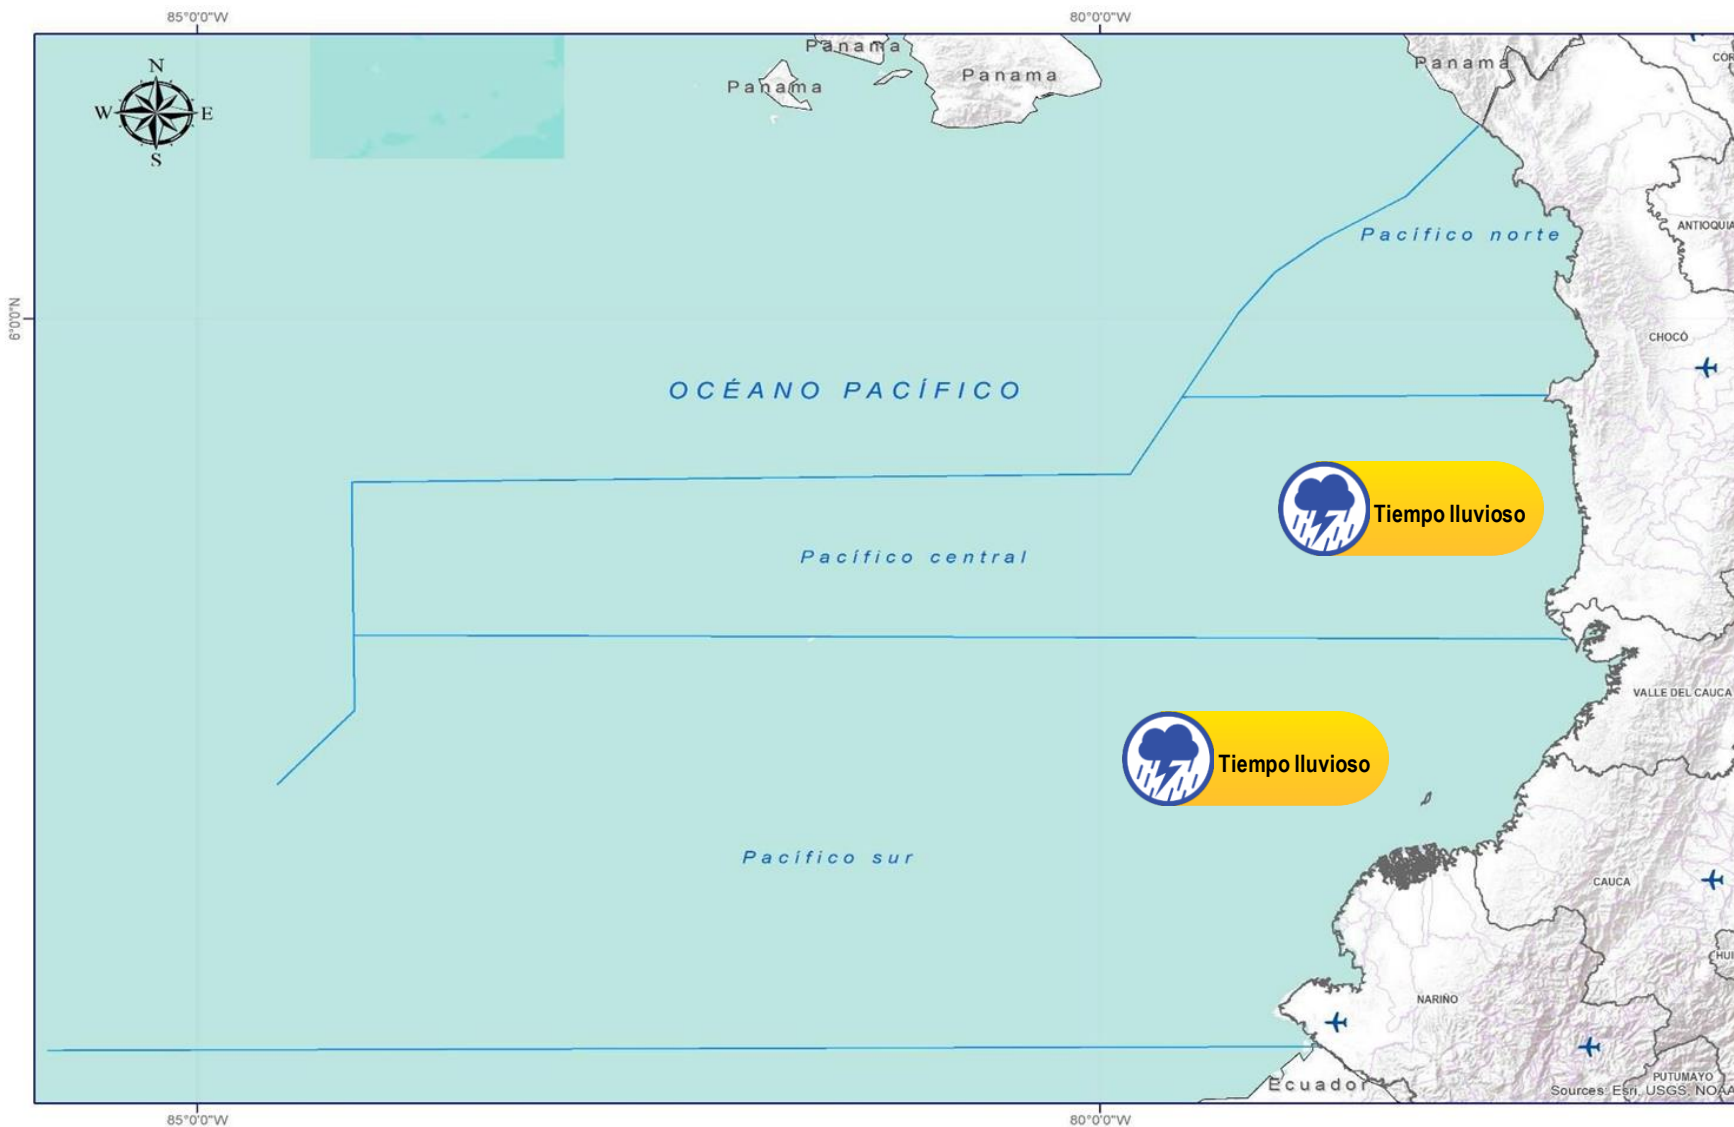 85°0'0"W
80°0'0"W
N
W
E
S
Panama
Panama
Panama
Panama
CÓR
ANTIOQUIA
Pacífico norte
6°0'0"N
CHOCÓ
OCÉANO PACÍFICO
Tiempo lluvioso
Pacífico central
VALLE DEL CAUCA
Tiempo lluvioso
Pacífico sur
CAUCA
HUI
NARIÑO
Ecuador
PUTUMAYO
Sources: Esri, USGS, NOAA
85°0'0"W
80°0'0"W